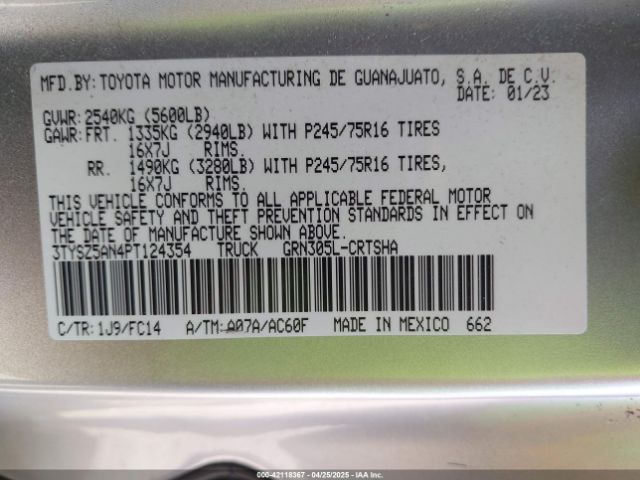 MFD.BY: TOYOTA MOTOR MANUFACTURING DE GUANAJUATO, S.A. DE C.V.
DATE: 01/23
GVWR: 2540KG (5600LB)
GAWR: FRT. 1335KG (2940LB) WITH P245/75R16 TIRES
16X7J RIMS.
RR. 1490KG (3280LB) WITH P245/75R16 TIRES,
16X7J RIMS.
THIS VEHICLE CONFORMS TO ALL APPLICABLE FEDERAL MOTOR
VEHICLE SAFETY AND THEFT PREVENTION STANDARDS IN EFFECT ON
THE DATE OF MANUFACTURE SHOWN ABOVE.
3TYSZ5AN4PT124354 TRUCK GRN305L-CRTSHA
C/TR: 1J9/FC14 A/TM: A07A/AC60F MADE IN MEXICO 662
000-42118367 - 04/25/2025 - IAAI.COM